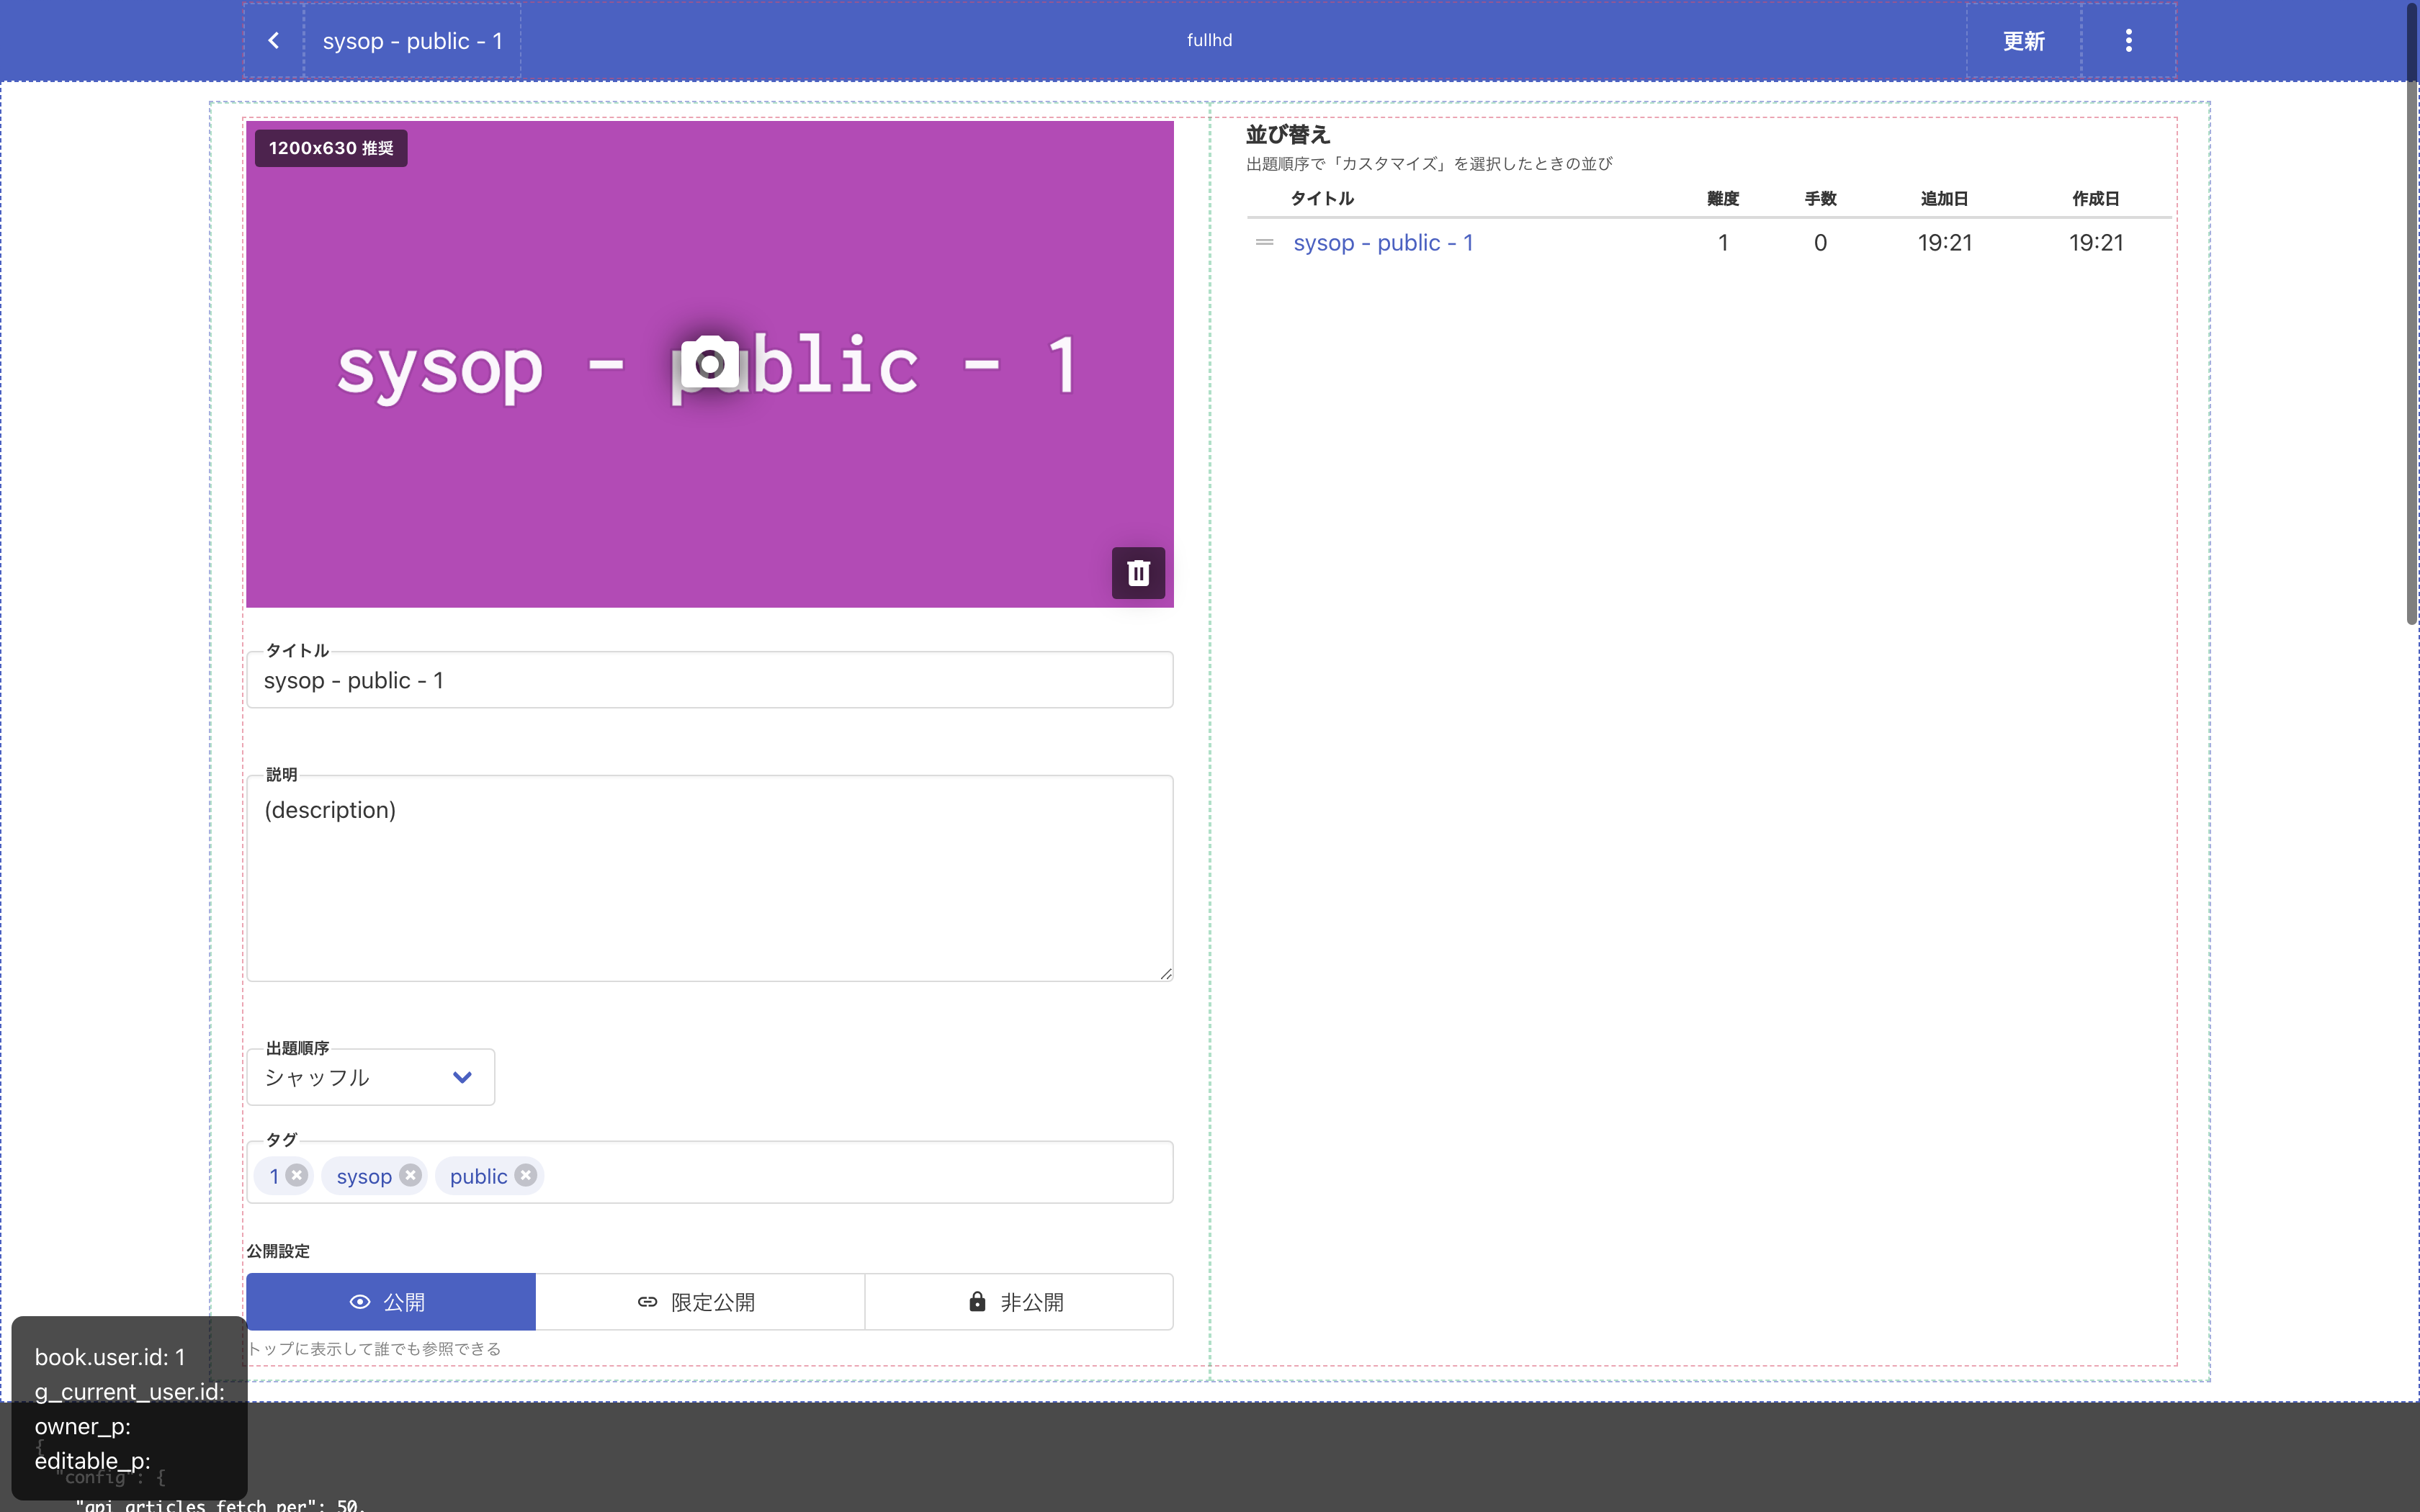 sysop - public - 1
fullhd
更新
1200x630 推奨
sysop - public - 1
タイトル
sysop - public - 1
説明
(description)
出題順序
シャッフル
タグ
1
sysop
public
公開設定
公開
限定公開
非公開
トップに表示して誰でも参照できる
並び替え
出題順序で「カスタマイズ」を選択したときの並び
タイトル 難度 手数 追加日 作成日
sysop - public - 1 1 0 19:21 19:21
book.user.id: 1
g_current_user.id:
owner_p:
editable_p:
{
"config": {
"api_articles_fetch_per": 50,